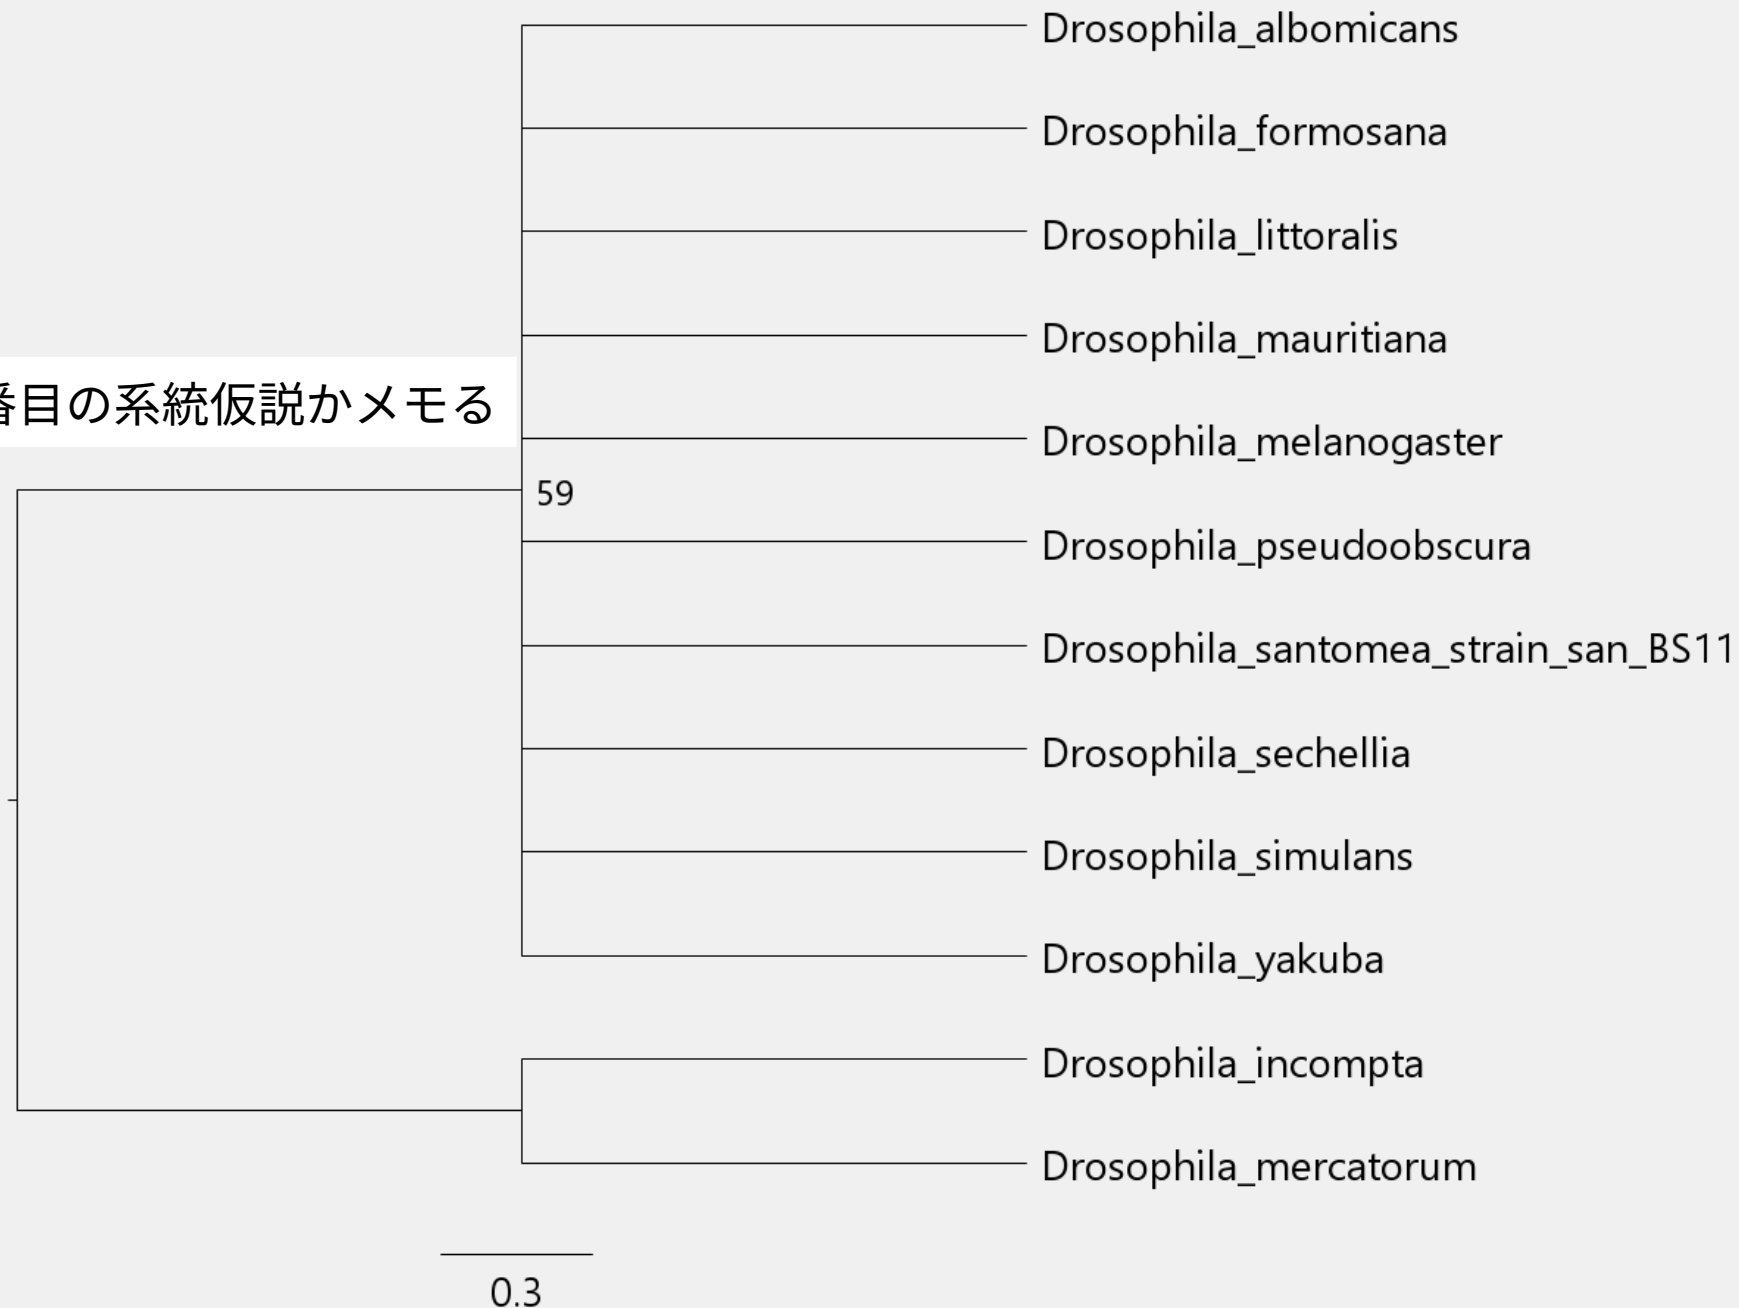 Drosophila_albomicans
Drosophila_formosana
Drosophila_littoralis
Drosophila_mauritiana
番目の系統仮説かメモる
Drosophila_melanogaster
59
Drosophila_pseudoobscura
Drosophila_santomea_strain_san_BS11
Drosophila_sechellia
Drosophila_simulans
Drosophila_yakuba
Drosophila_incompta
Drosophila_mercatorum
0.3